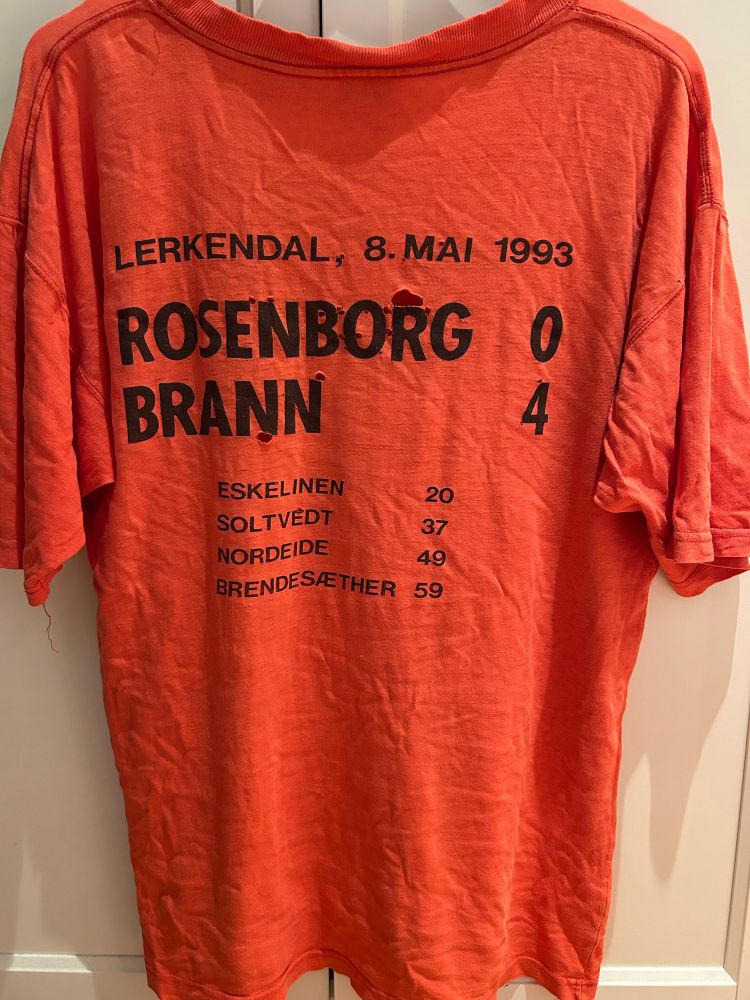 LERKENDAL, 8. MAI 1993
ROSENBORG 0
BRANN 4
ESKELINEN 20
SOLTVEDT 37
NORDEIDE 49
BRENDESÆTHER 59